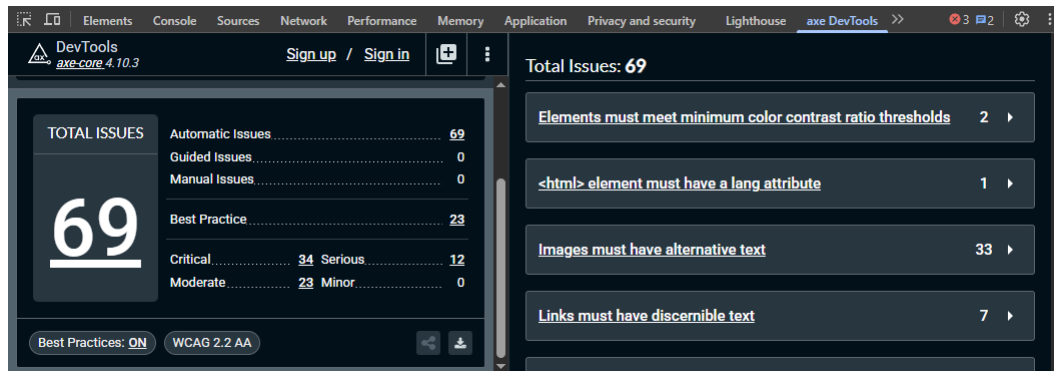 Elements Console Sources Network Performance Memory Application Privacy and security Lighthouse axe DevTools 3 2
ax DevTools
axe-core 4.10.3
Sign up / Sign in
TOTAL ISSUES
69
Automatic Issues 69
Guided Issues 0
Manual Issues 0
Best Practice 23
Critical 34 Serious 12
Moderate 23 Minor 0
Best Practices: ON WCAG 2.2 AA
Total Issues: 69
Elements must meet minimum color contrast ratio thresholds 2
<html> element must have a lang attribute 1
Images must have alternative text 33
Links must have discernible text 7